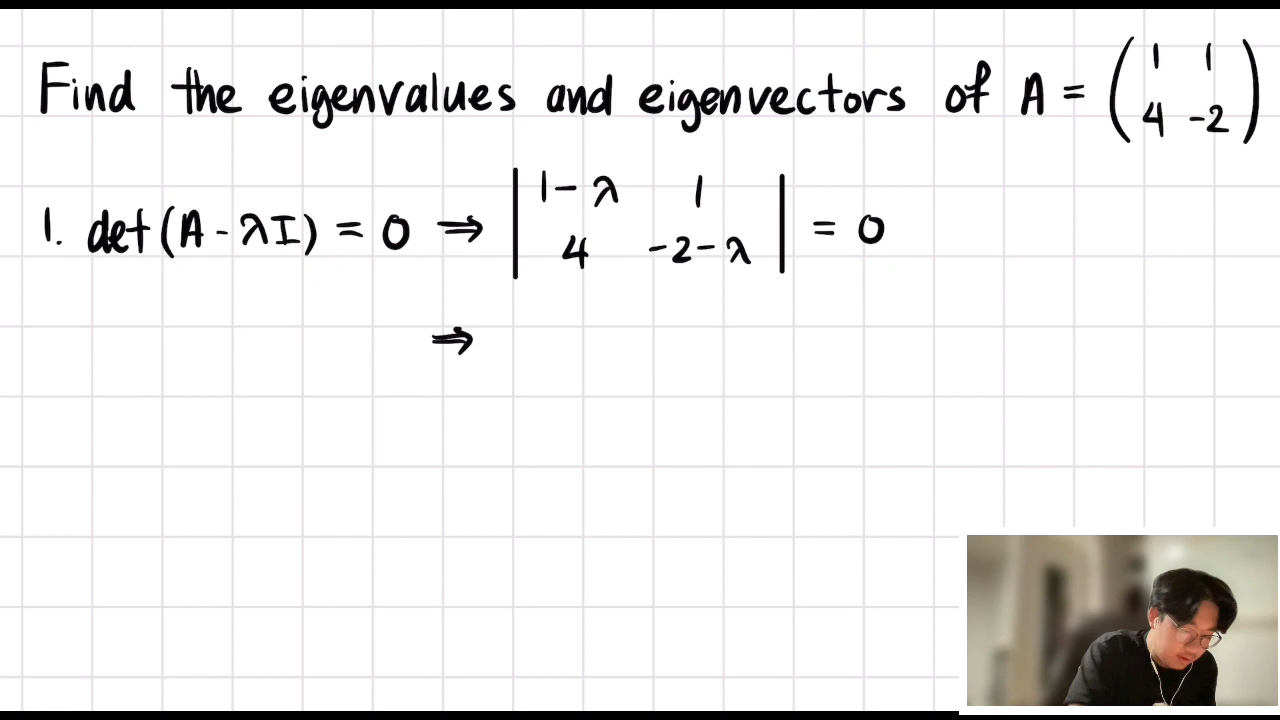 Find the eigenvalues and eigenvectors of A = ( 1 1
4 -2 )
1. det(A - λI) = 0 ⇒ | 1-λ 1
4 -2-λ | = 0
⇒